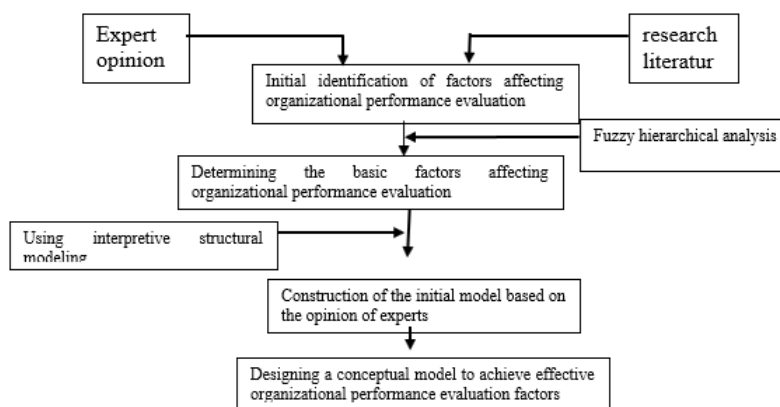 Expert
opinion
research
literatur
Initial identification of factors affecting
organizational performance evaluation
Fuzzy hierarchical analysis
Determining the basic factors affecting
organizational performance evaluation
Using interpretive structural
modeling
Construction of the initial model based on
the opinion of experts
Designing a conceptual model to achieve effective
organizational performance evaluation factors